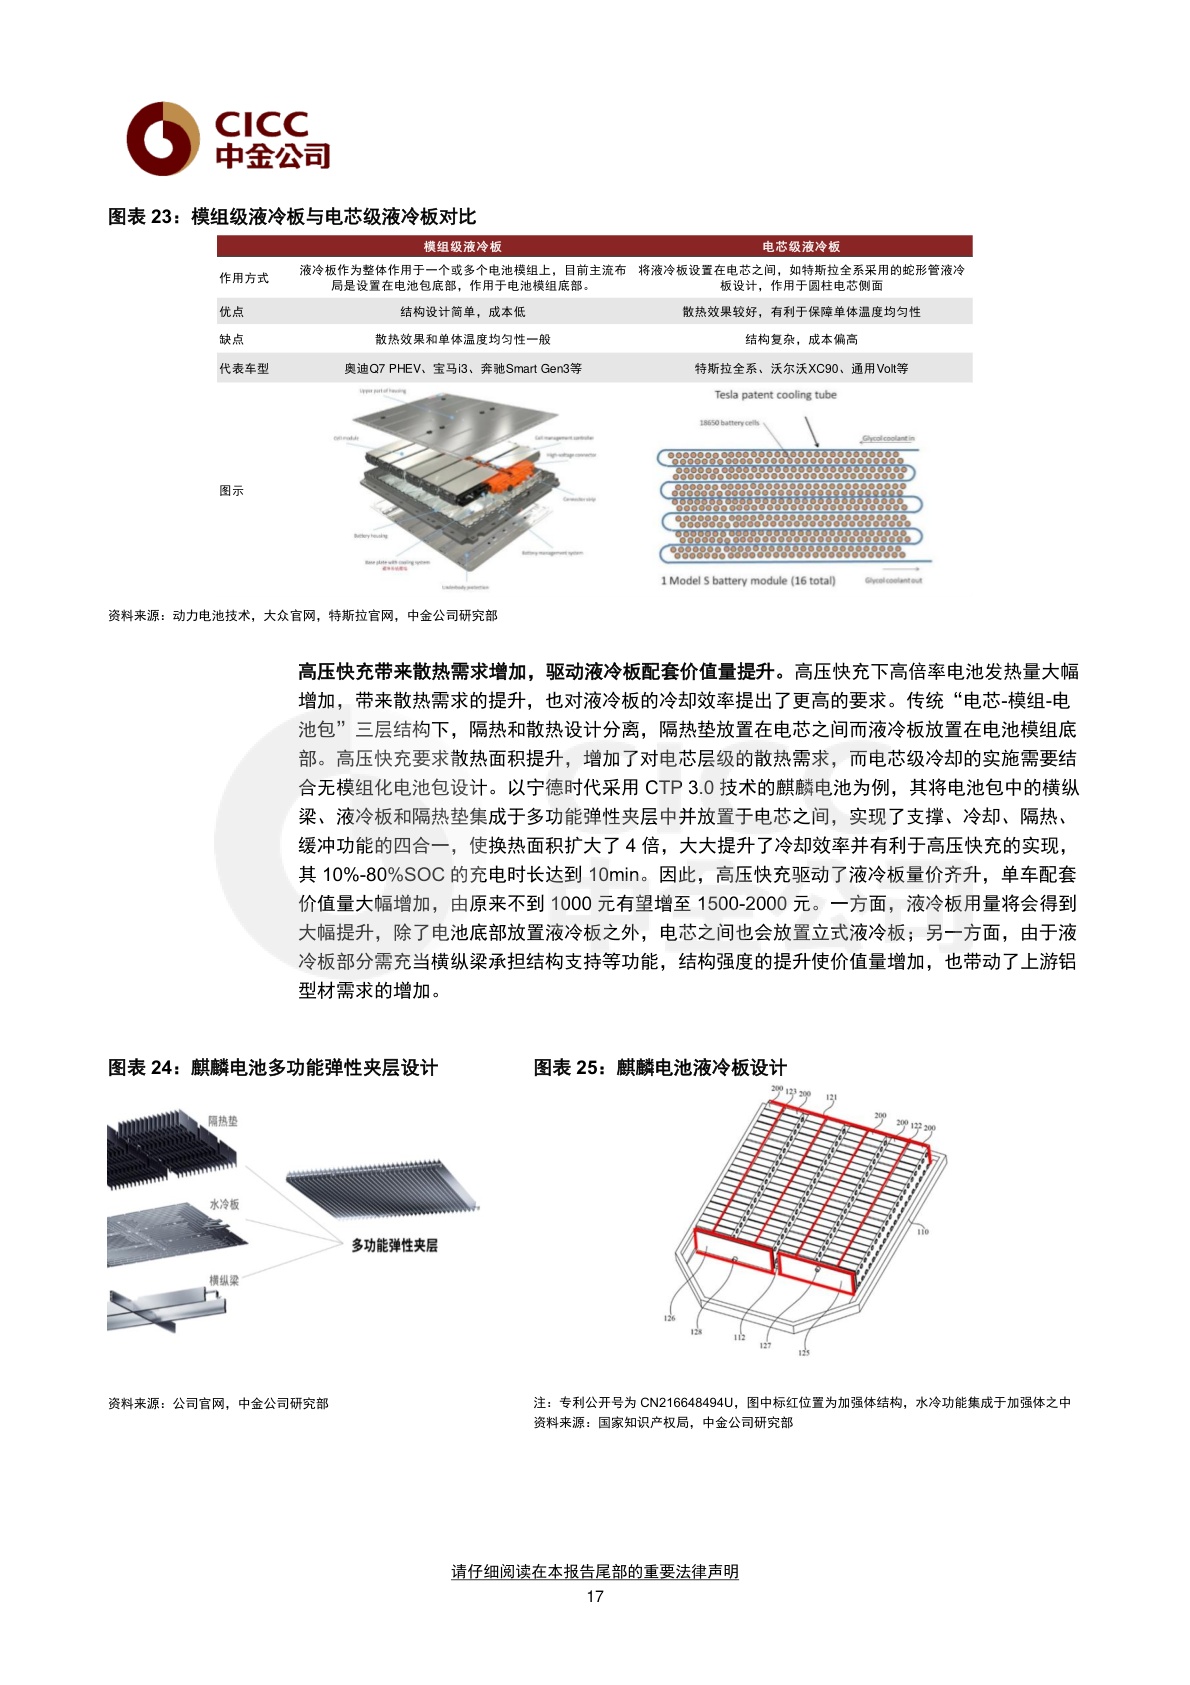 CICC
中金公司
图表 23：模组级液冷板与电芯级液冷板对比
模组级液冷板 电芯级液冷板
作用方式 液冷板作为整体作用于一个或多个电池模组上，目前主流布局是设置在电池包底部，作用于电池模组底部。 将液冷板设置在电芯之间，如特斯拉全系采用的蛇形管液冷板设计，作用于圆柱电芯侧面
优点 结构设计简单，成本低 散热效果较好，有利于保障单体温度均匀性
缺点 散热效果和单体温度均匀性一般 结构复杂，成本偏高
代表车型 奥迪Q7 PHEV、宝马i3、奔驰Smart Gen3等 特斯拉全系、沃尔沃XC90、通用Volt等
图示
Upper part of housing
Cell module
Cell management controller
High-voltage connector
Connector strip
Battery housing
Battery management system
Base plate with cooling system
Underbody protection
Tesla patent cooling tube
18650 battery cells
Glycol coolant in
1 Model S battery module (16 total)
Glycol coolant out
资料来源：动力电池技术，大众官网，特斯拉官网，中金公司研究部
高压快充带来散热需求增加，驱动液冷板配套价值量提升。高压快充下高倍率电池发热量大幅
增加，带来散热需求的提升，也对液冷板的冷却效率提出了更高的要求。传统“电芯-模组-电
池包”三层结构下，隔热和散热设计分离，隔热垫放置在电芯之间而液冷板放置在电池模组底
部。高压快充要求散热面积提升，增加了对电芯层级的散热需求，而电芯级冷却的实施需要结
合无模组化电池包设计。以宁德时代采用 CTP 3.0 技术的麒麟电池为例，其将电池包中的横纵
梁、液冷板和隔热垫集成于多功能弹性夹层中并放置于电芯之间，实现了支撑、冷却、隔热、
缓冲功能的四合一，使换热面积扩大了 4 倍，大大提升了冷却效率并有利于高压快充的实现，
其 10%-80%SOC 的充电时长达到 10min。因此，高压快充驱动了液冷板量价齐升，单车配套
价值量大幅增加，由原来不到 1000 元有望增至 1500-2000 元。一方面，液冷板用量将会得到
大幅提升，除了电池底部放置液冷板之外，电芯之间也会放置立式液冷板；另一方面，由于液
冷板部分需充当横纵梁承担结构支持等功能，结构强度的提升使价值量增加，也带动了上游铝
型材需求的增加。
图表 24：麒麟电池多功能弹性夹层设计
隔热垫
水冷板
多功能弹性夹层
横纵梁
资料来源：公司官网，中金公司研究部
图表 25：麒麟电池液冷板设计
200 123 200 121 200 200 122 200
110
126
128
112
127
125
注：专利公开号为 CN216648494U，图中标红位置为加强体结构，水冷功能集成于加强体之中
资料来源：国家知识产权局，中金公司研究部
请仔细阅读在本报告尾部的重要法律声明
17